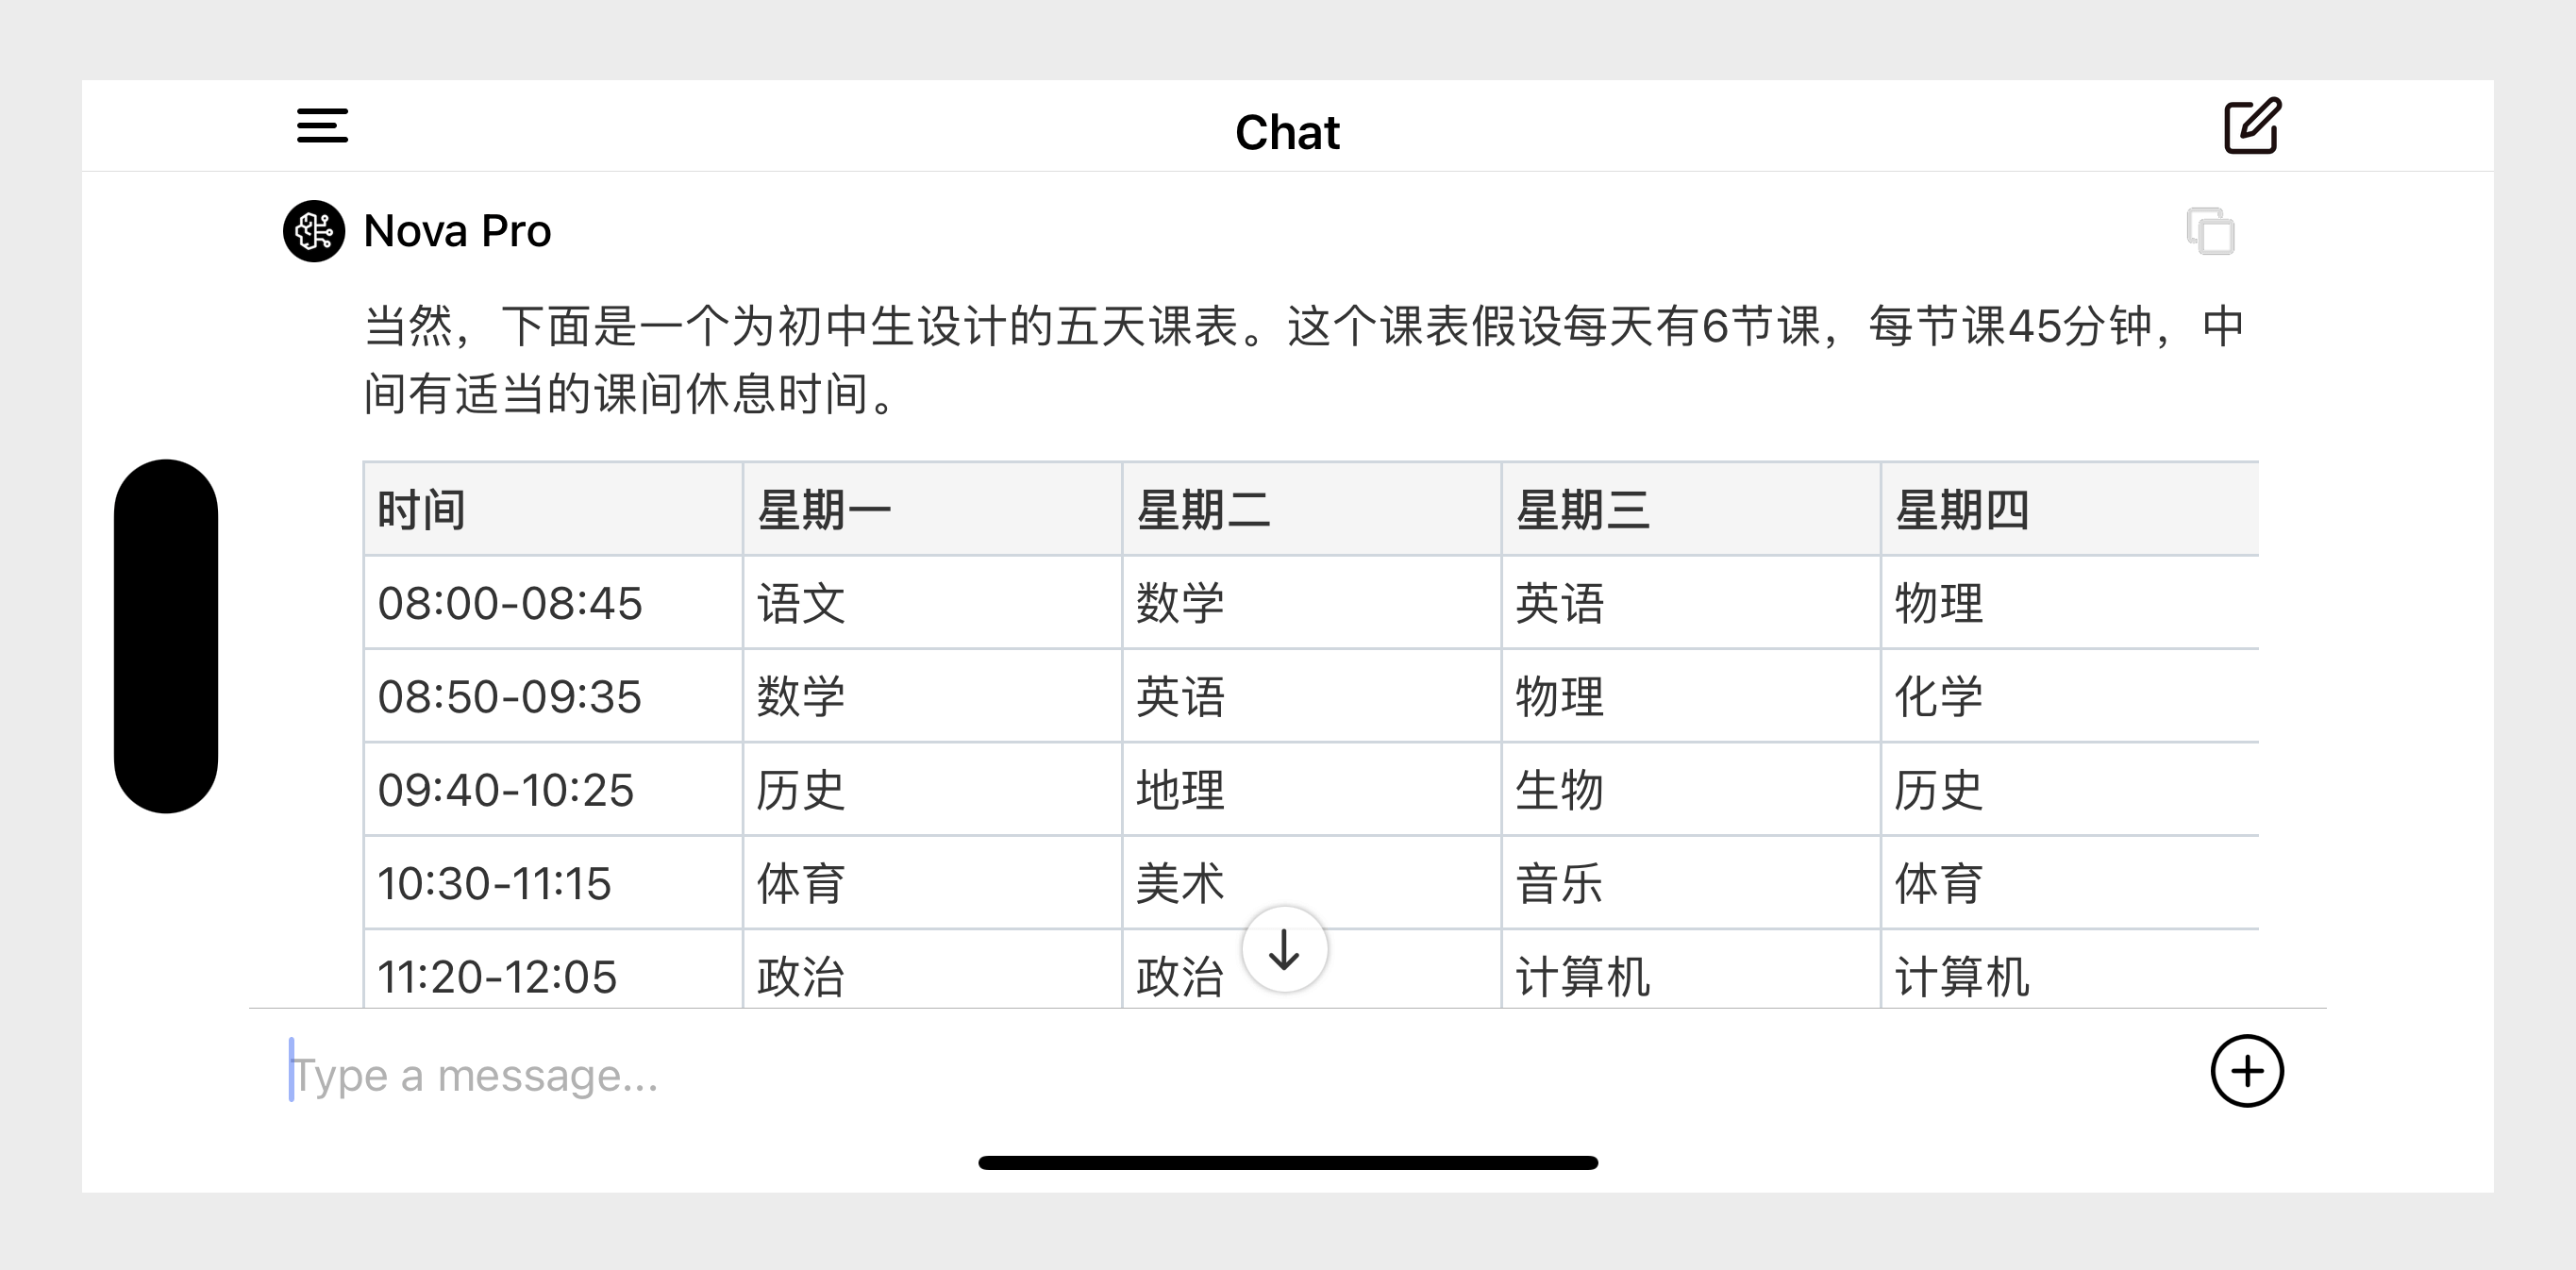 Chat
Nova Pro
当然，下面是一个为初中生设计的五天课表。这个课表假设每天有6节课，每节课45分钟，中
间有适当的课间休息时间。
时间 星期一 星期二 星期三 星期四
08:00-08:45 语文 数学 英语 物理
08:50-09:35 数学 英语 物理 化学
09:40-10:25 历史 地理 生物 历史
10:30-11:15 体育 美术 音乐 体育
11:20-12:05 政治 政治 计算机 计算机
Type a message...